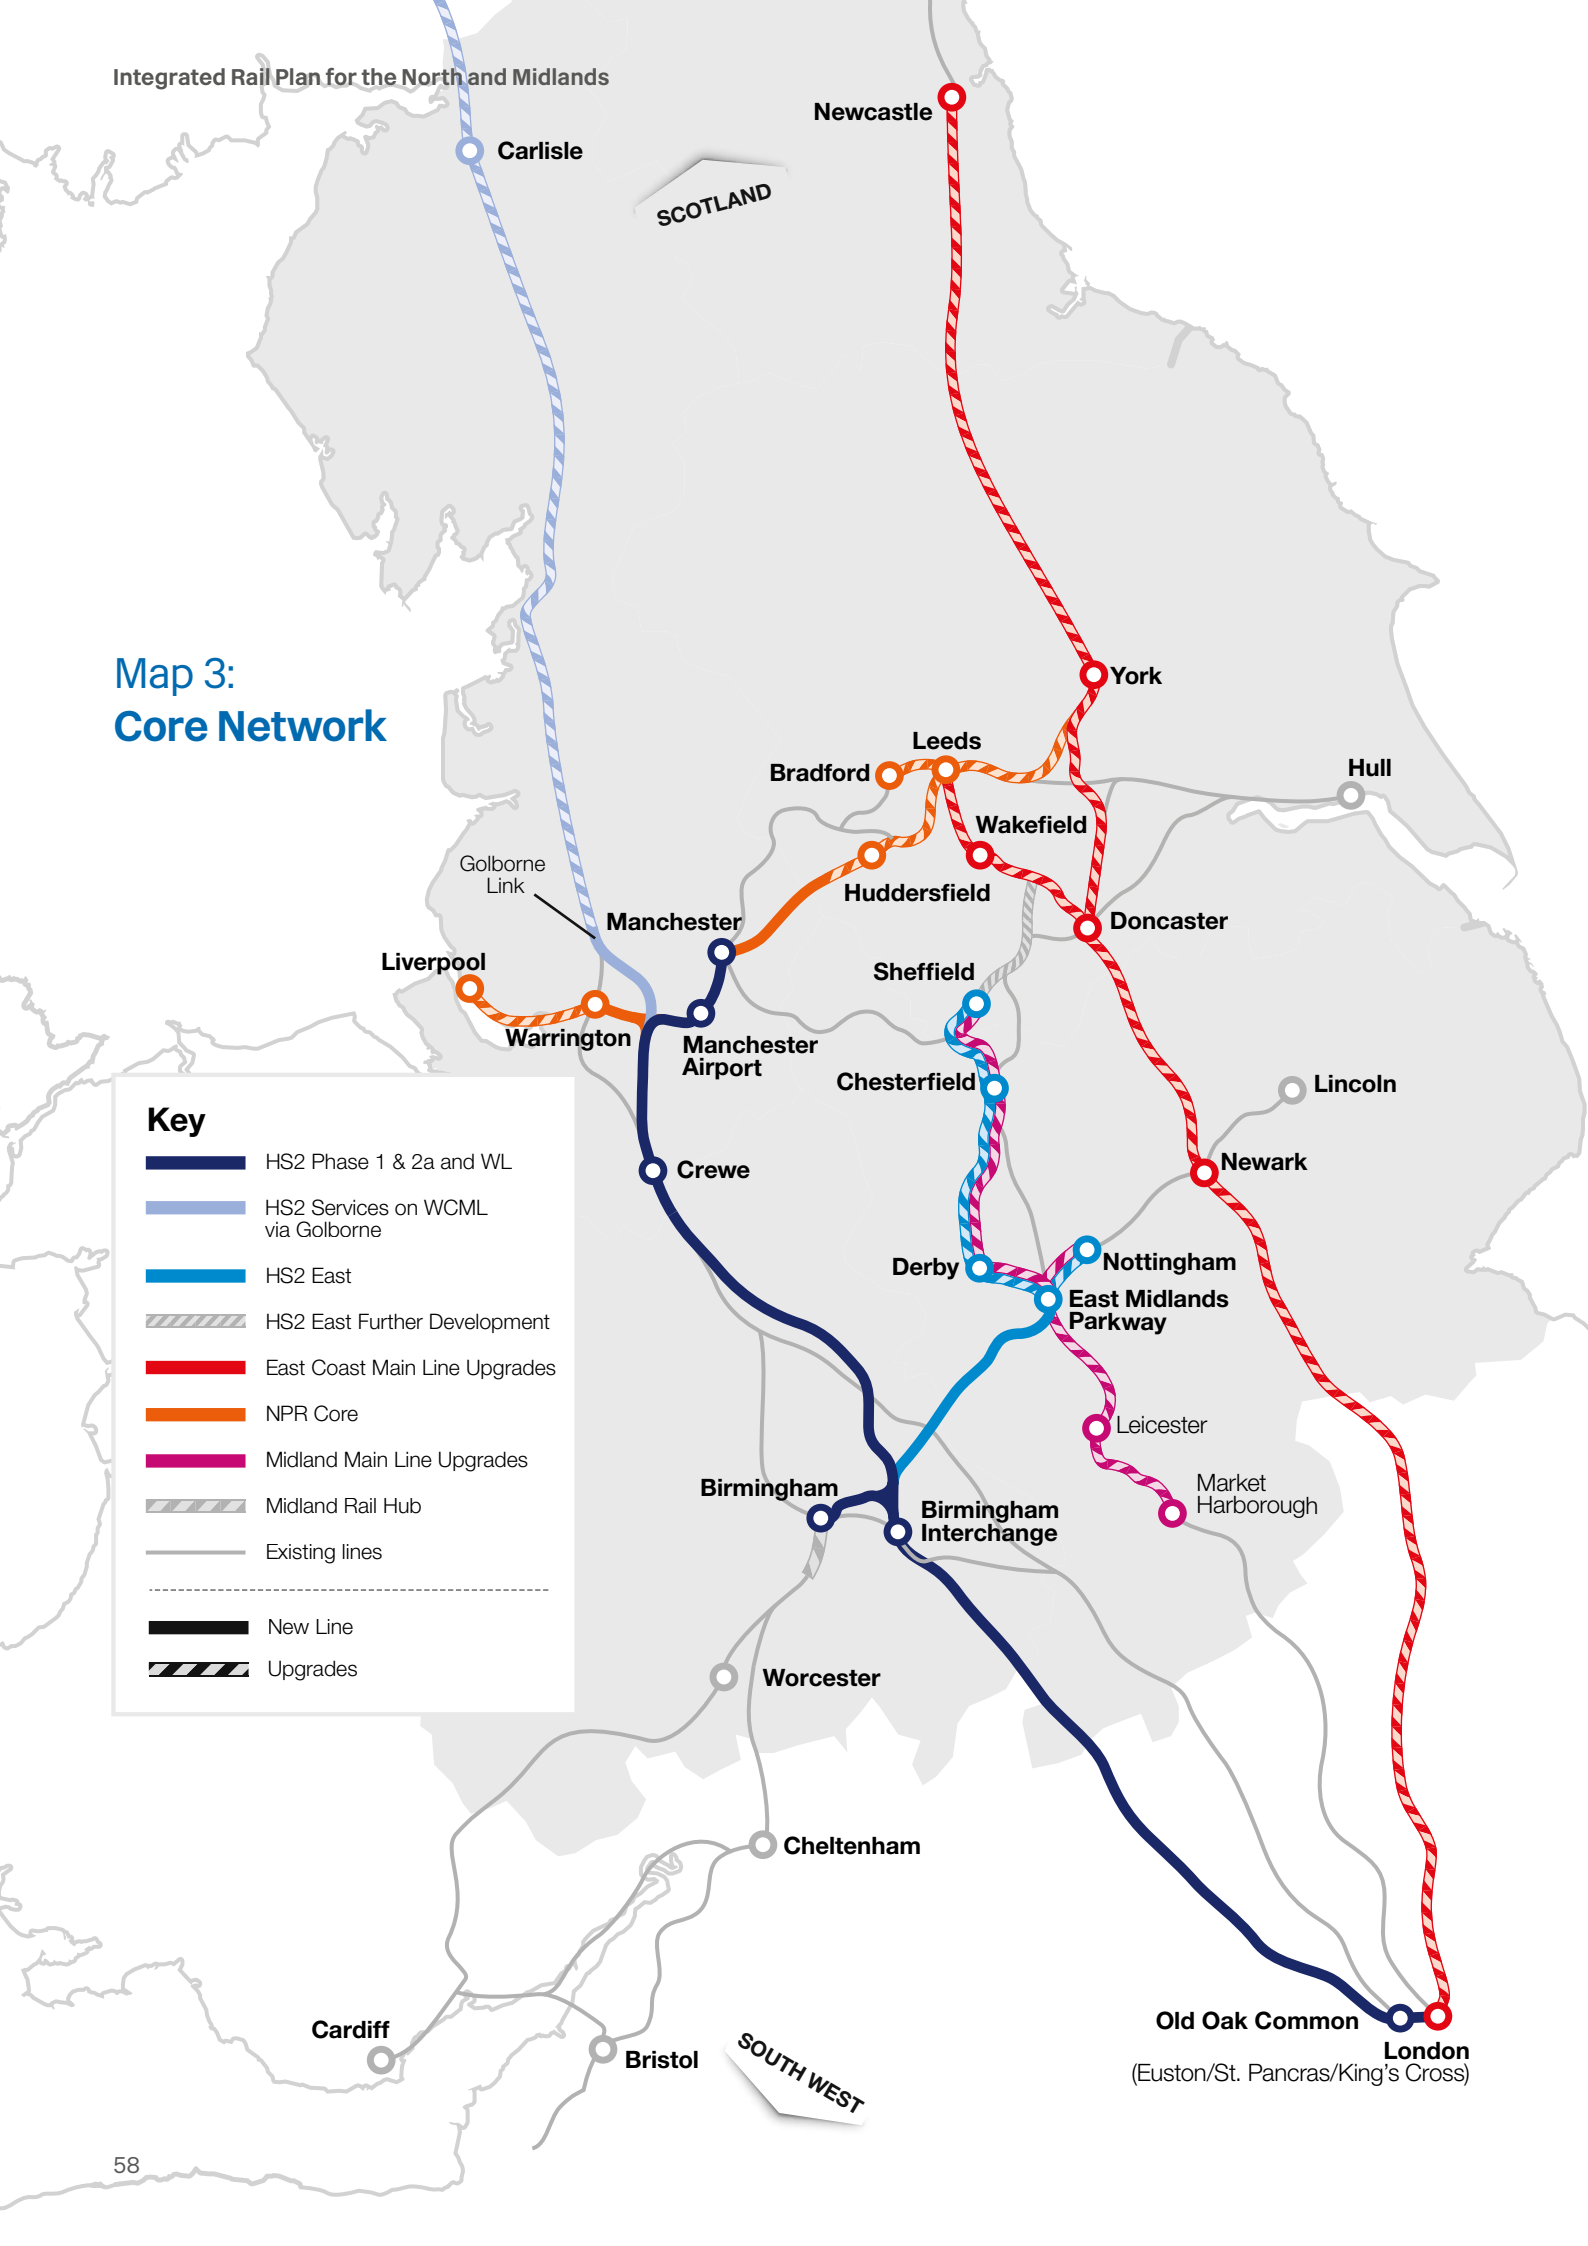 Integrated Rail Plan for the North and Midlands
Newcastle
Carlisle
SCOTLAND
Map 3:
Core Network
York
Leeds
Bradford
Hull
Wakefield
Golborne
Link
Huddersfield
Manchester
Doncaster
Liverpool
Sheffield
Warrington
Manchester
Airport
Chesterfield
Lincoln
Key
HS2 Phase 1 & 2a and WL
HS2 Services on WCML
via Golborne
HS2 East
HS2 East Further Development
East Coast Main Line Upgrades
NPR Core
Midland Main Line Upgrades
Midland Rail Hub
Existing lines
New Line
Upgrades
Crewe
Newark
Derby
Nottingham
East Midlands
Parkway
Leicester
Market
Harborough
Birmingham
Birmingham
Interchange
Worcester
Cheltenham
Old Oak Common
London
(Euston/St. Pancras/King's Cross)
Cardiff
Bristol
SOUTH WEST
58